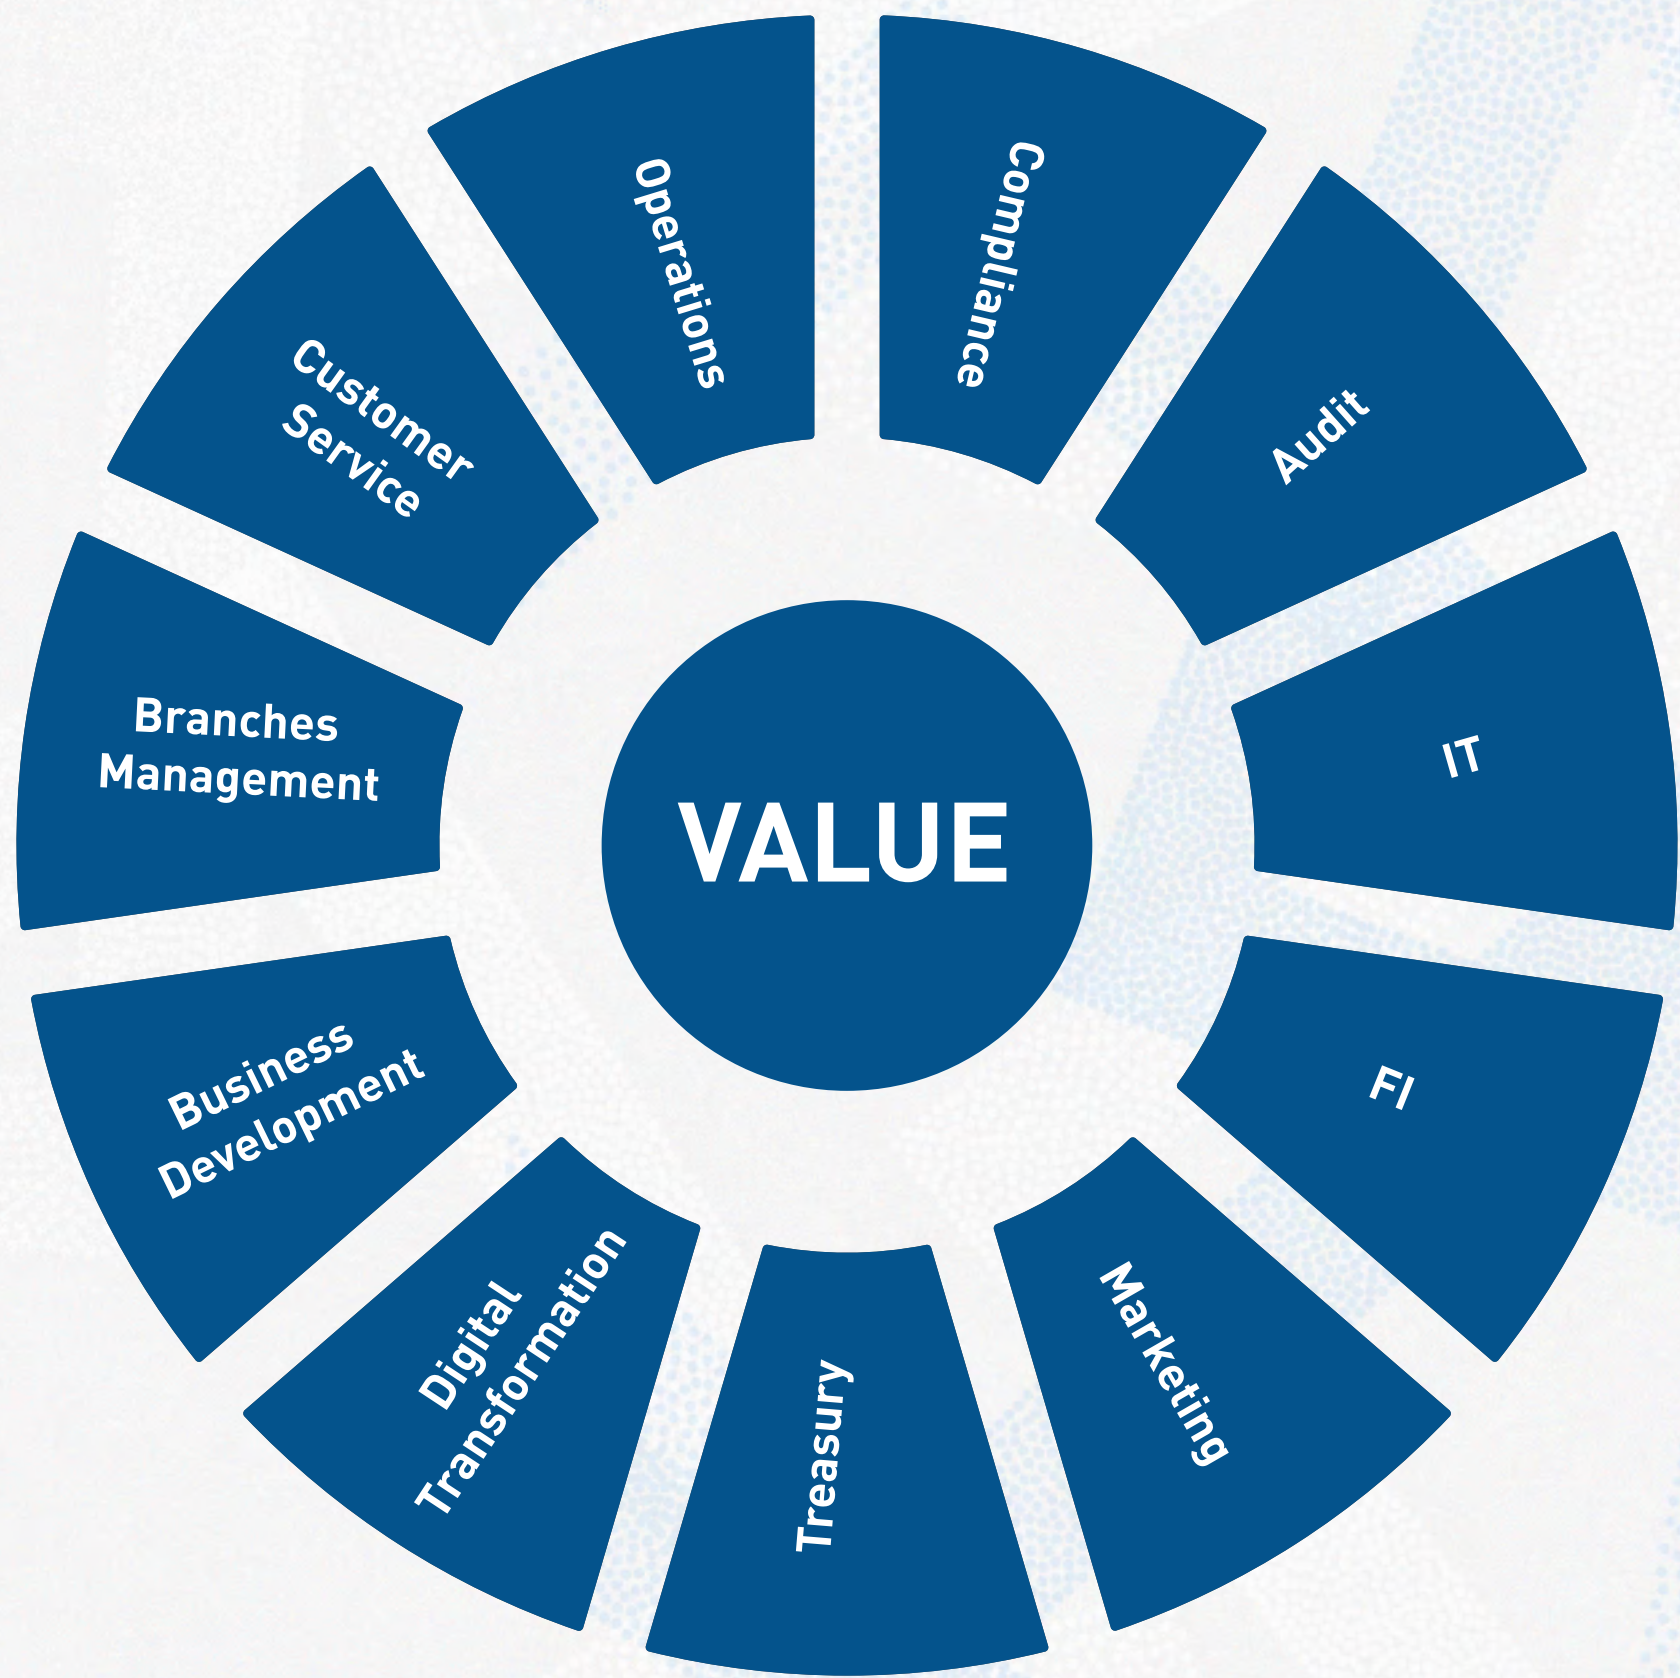 Compliance
Audit
IT
FI
Marketing
Treasury
Digital
Transformation
Business
Development
Branches
Management
Customer
Service
Operations
VALUE